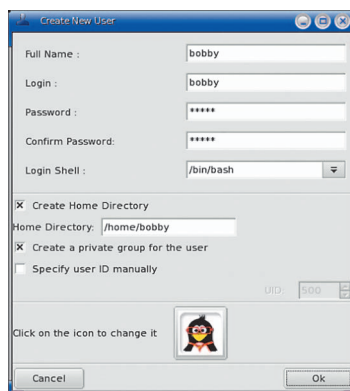 Create New User
Full Name : bobby
Login : bobby
Password : *****
Confirm Password: *****
Login Shell : /bin/bash
Create Home Directory
Home Directory: /home/bobby
Create a private group for the user
Specify user ID manually
UID: 500
Click on the icon to change it
Cancel Ok